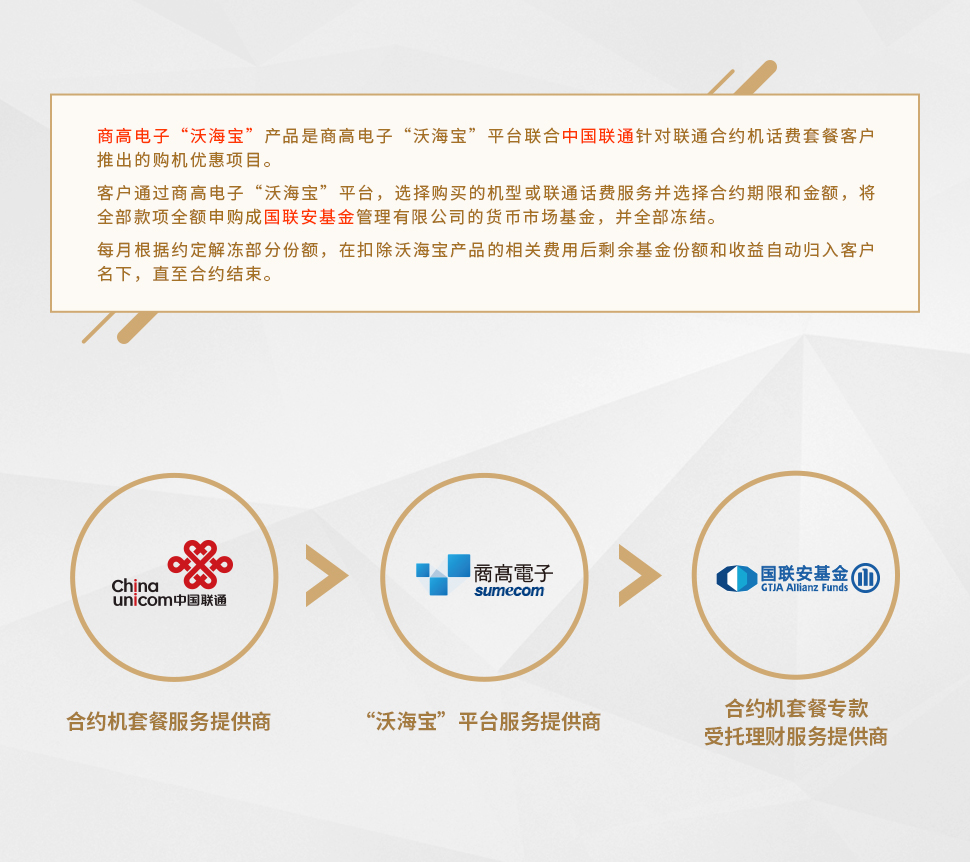 商高电子“沃海宝”产品是商高电子“沃海宝”平台联合中国联通针对联通合约机话费套餐客户
推出的购机优惠项目。
客户通过商高电子“沃海宝”平台，选择购买的机型或联通话费服务并选择合约期限和金额，将
全部款项全额申购成国联安基金管理有限公司的货币市场基金，并全部冻结。
每月根据约定解冻部分份额，在扣除沃海宝产品的相关费用后剩余基金份额和收益自动归入客户
名下，直至合约结束。
China
unicom中国联通
商高電子
sumecom
国联安基金
GTJA Allianz Funds
合约机套餐服务提供商
“沃海宝”平台服务提供商
合约机套餐专款
受托理财服务提供商